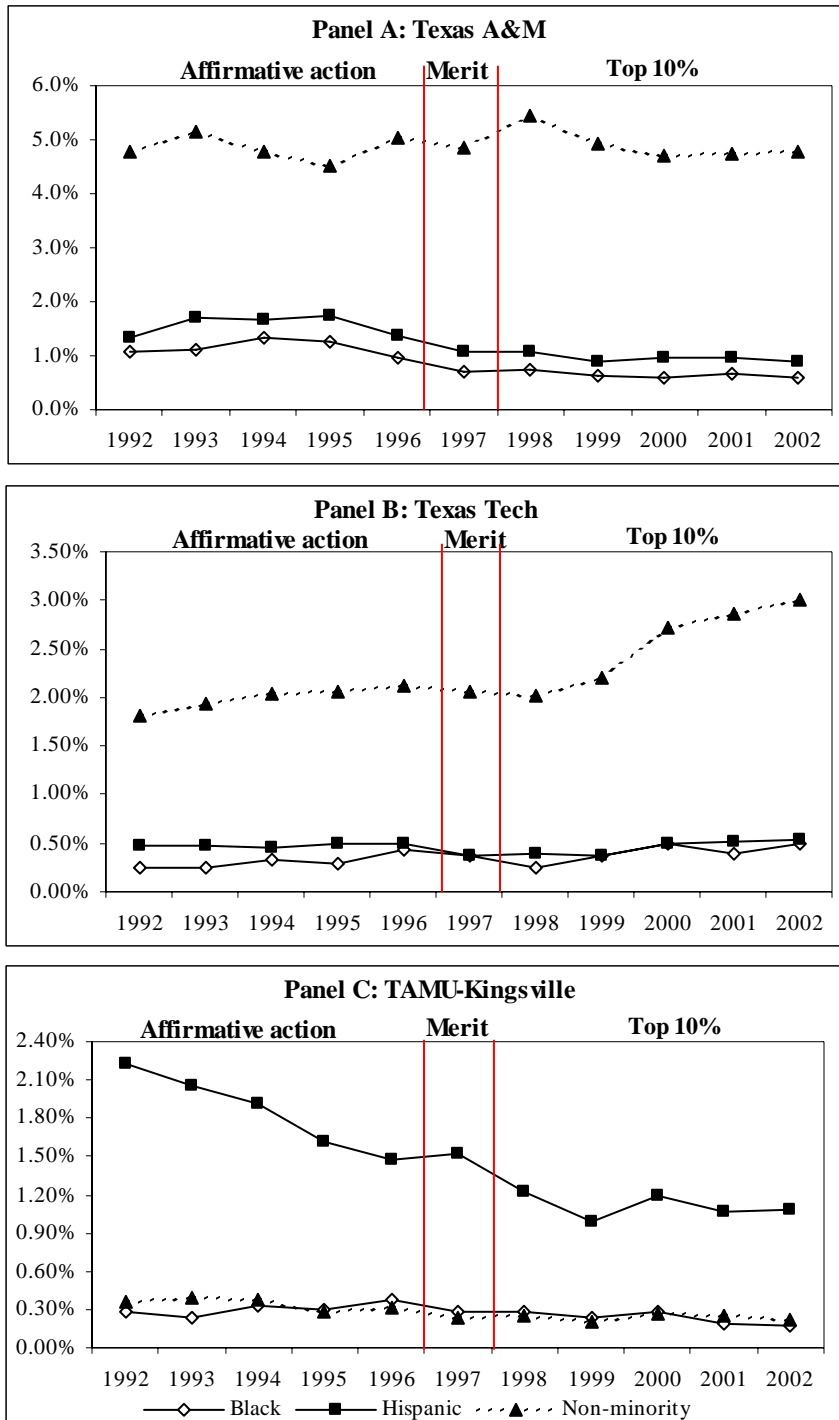 Panel A: Texas A&M
Affirmative action Merit Top 10%
6.0%
5.0%
4.0%
3.0%
2.0%
1.0%
0.0%
1992 1993 1994 1995 1996 1997 1998 1999 2000 2001 2002
Panel B: Texas Tech
Affirmative action Merit Top 10%
3.50%
3.00%
2.50%
2.00%
1.50%
1.00%
0.50%
0.00%
1992 1993 1994 1995 1996 1997 1998 1999 2000 2001 2002
Panel C: TAMU-Kingsville
Affirmative action Merit Top 10%
2.40%
2.10%
1.80%
1.50%
1.20%
0.90%
0.60%
0.30%
0.00%
1992 1993 1994 1995 1996 1997 1998 1999 2000 2001 2002
Black Hispanic Non-minority